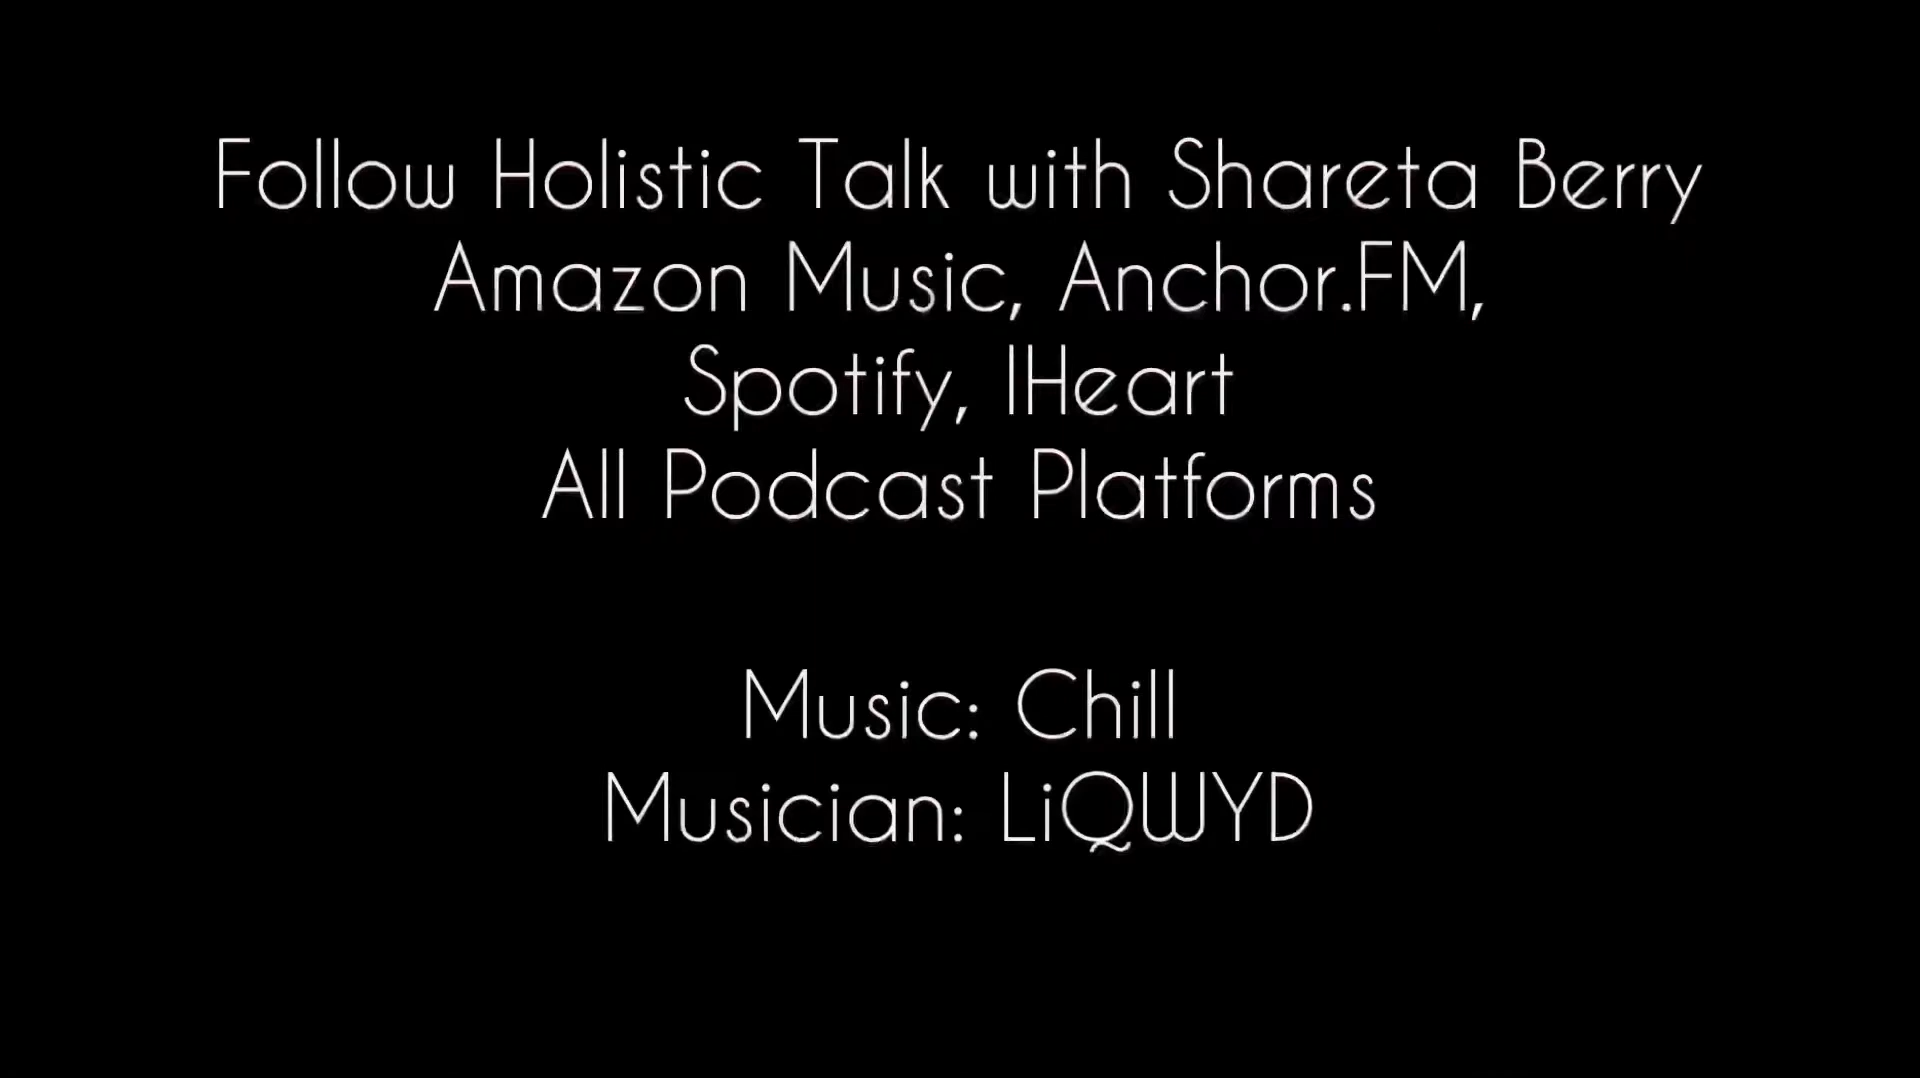 Follow Holistic Talk with Shareta Berry
Amazon Music, Anchor.FM,
Spotify, IHeart
All Podcast Platforms
Music: Chill
Musician: LiQWYD